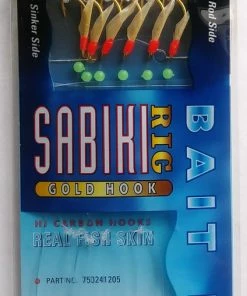 Sinker Side
Rod Side
SABIKI
RIG
GOLD HOOK
BAIT
HI CARBON HOOKS
REAL FISH SKIN
PART NO. 753241205